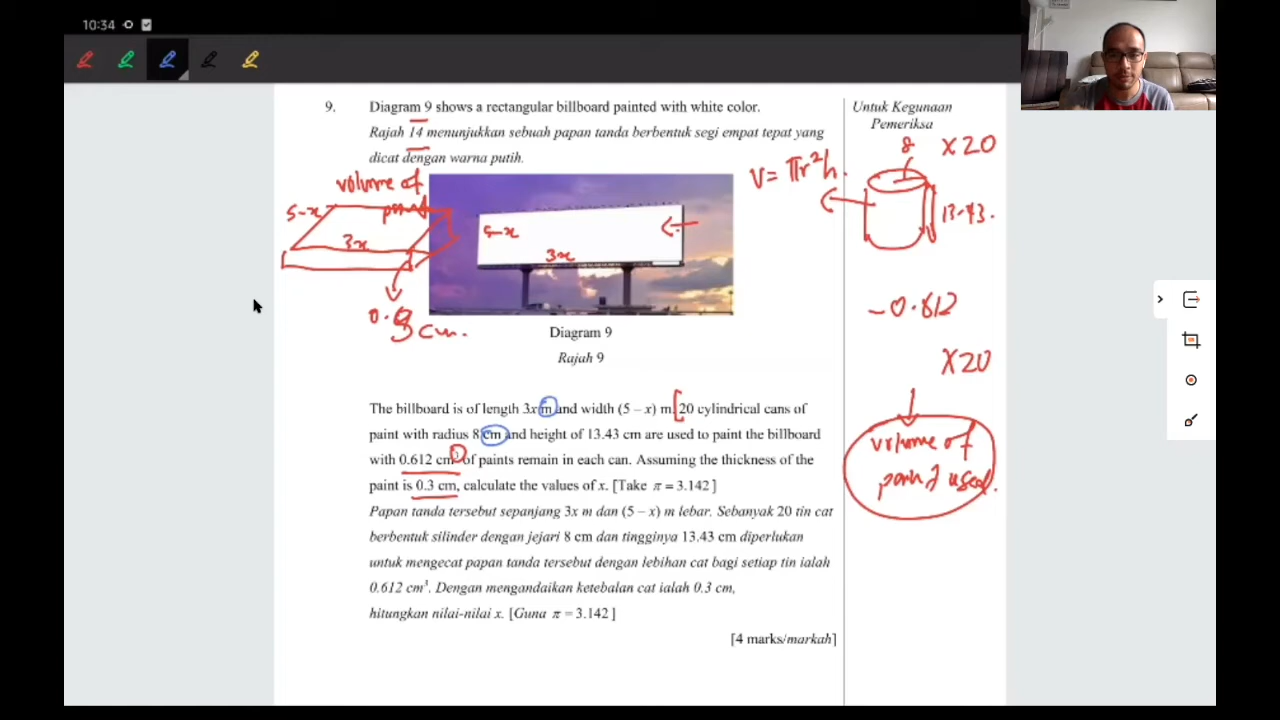 10:34
9. Diagram 9 shows a rectangular billboard painted with white color.
Rajah 14 menunjukkan sebuah papan tanda berbentuk segi empat tepat yang
dicat dengan warna putih.
Untuk Kegunaan
Pemeriksa
volume of
paint
5-x
3x
0.3 cm.
5-x
3x
V = πr²h.
8
X20
13.43.
-0.612
X20
volume of
paint used.
Diagram 9
Rajah 9
The billboard is of length 3x m and width (5 – x) m. [20 cylindrical cans of
paint with radius 8 cm and height of 13.43 cm are used to paint the billboard
with 0.612 cm³ of paints remain in each can. Assuming the thickness of the
paint is 0.3 cm, calculate the values of x. [Take π = 3.142]
Papan tanda tersebut sepanjang 3x m dan (5 – x) m lebar. Sebanyak 20 tin cat
berbentuk silinder dengan jejari 8 cm dan tingginya 13.43 cm diperlukan
untuk mengecat papan tanda tersebut dengan lebihan cat bagi setiap tin ialah
0.612 cm³. Dengan mengandaikan ketebalan cat ialah 0.3 cm,
hitungkan nilai-nilai x. [Guna π = 3.142]
[4 marks/markah]